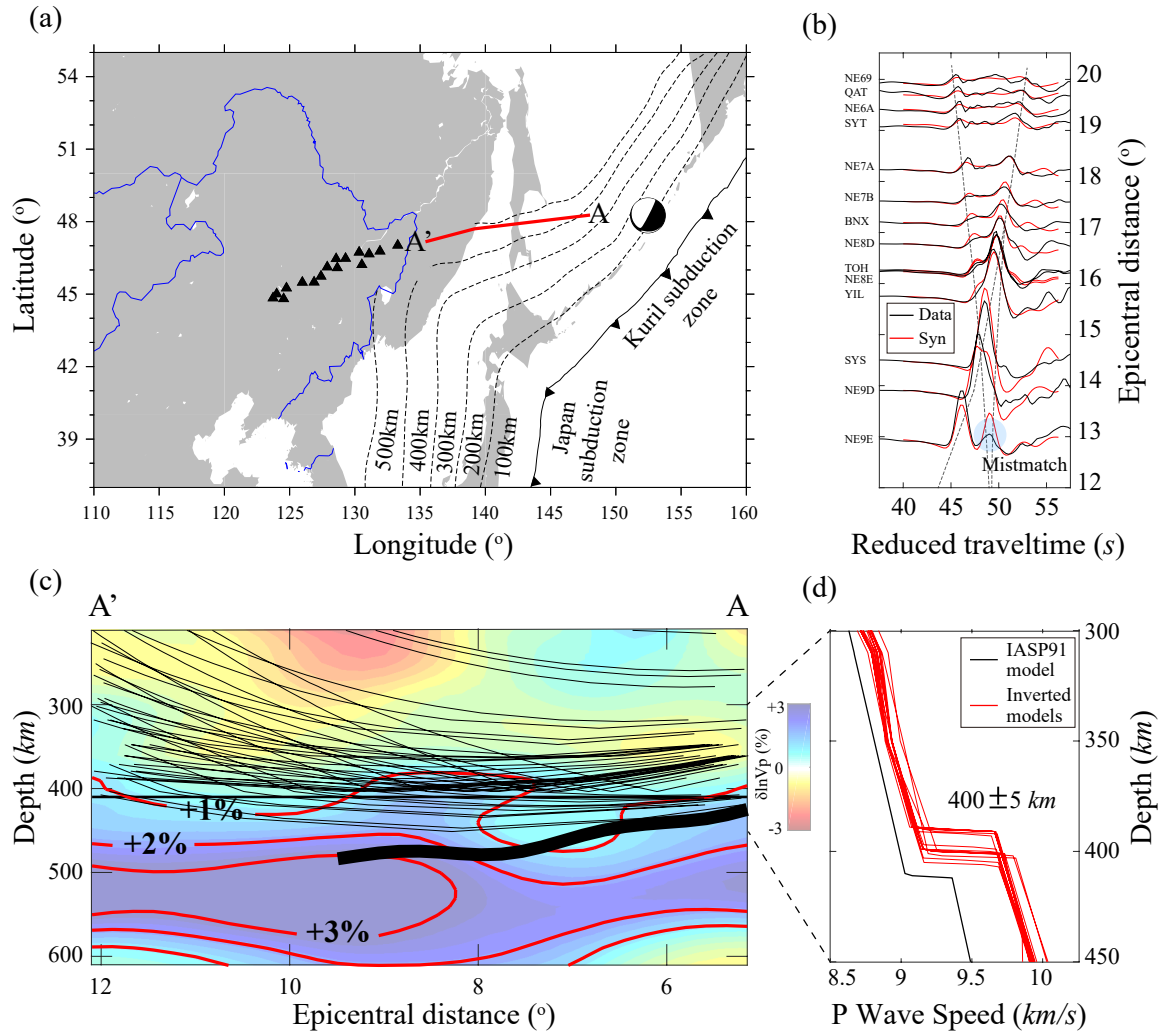 (a)
54
51
48
45
42
39
Latitude (°)
110
115
120
125
130
135
140
145
150
155
160
Longitude (°)
A'
A
500km
400km
300km
200km
100km
Japan
subduction
zone
Kuril subduction
zone
(b)
NE69
QAT
NE6A
SYT
NE7A
NE7B
BNX
NE8D
TOH
NE8E
YIL
SYS
NE9D
NE9E
Data
Syn
Mistmatch
20
19
18
17
16
15
14
13
12
Epicentral distance (°)
40
45
50
55
Reduced traveltime (s)
(c)
A'
A
300
400
500
600
Depth (km)
+1%
+2%
+3%
12
10
8
6
Epicentral distance (°)
+3
0
-3
δlnVp (%)
(d)
IASP91
model
Inverted
models
400±5 km
300
350
400
450
Depth (km)
8.5
9
9.5
10
P Wave Speed (km/s)